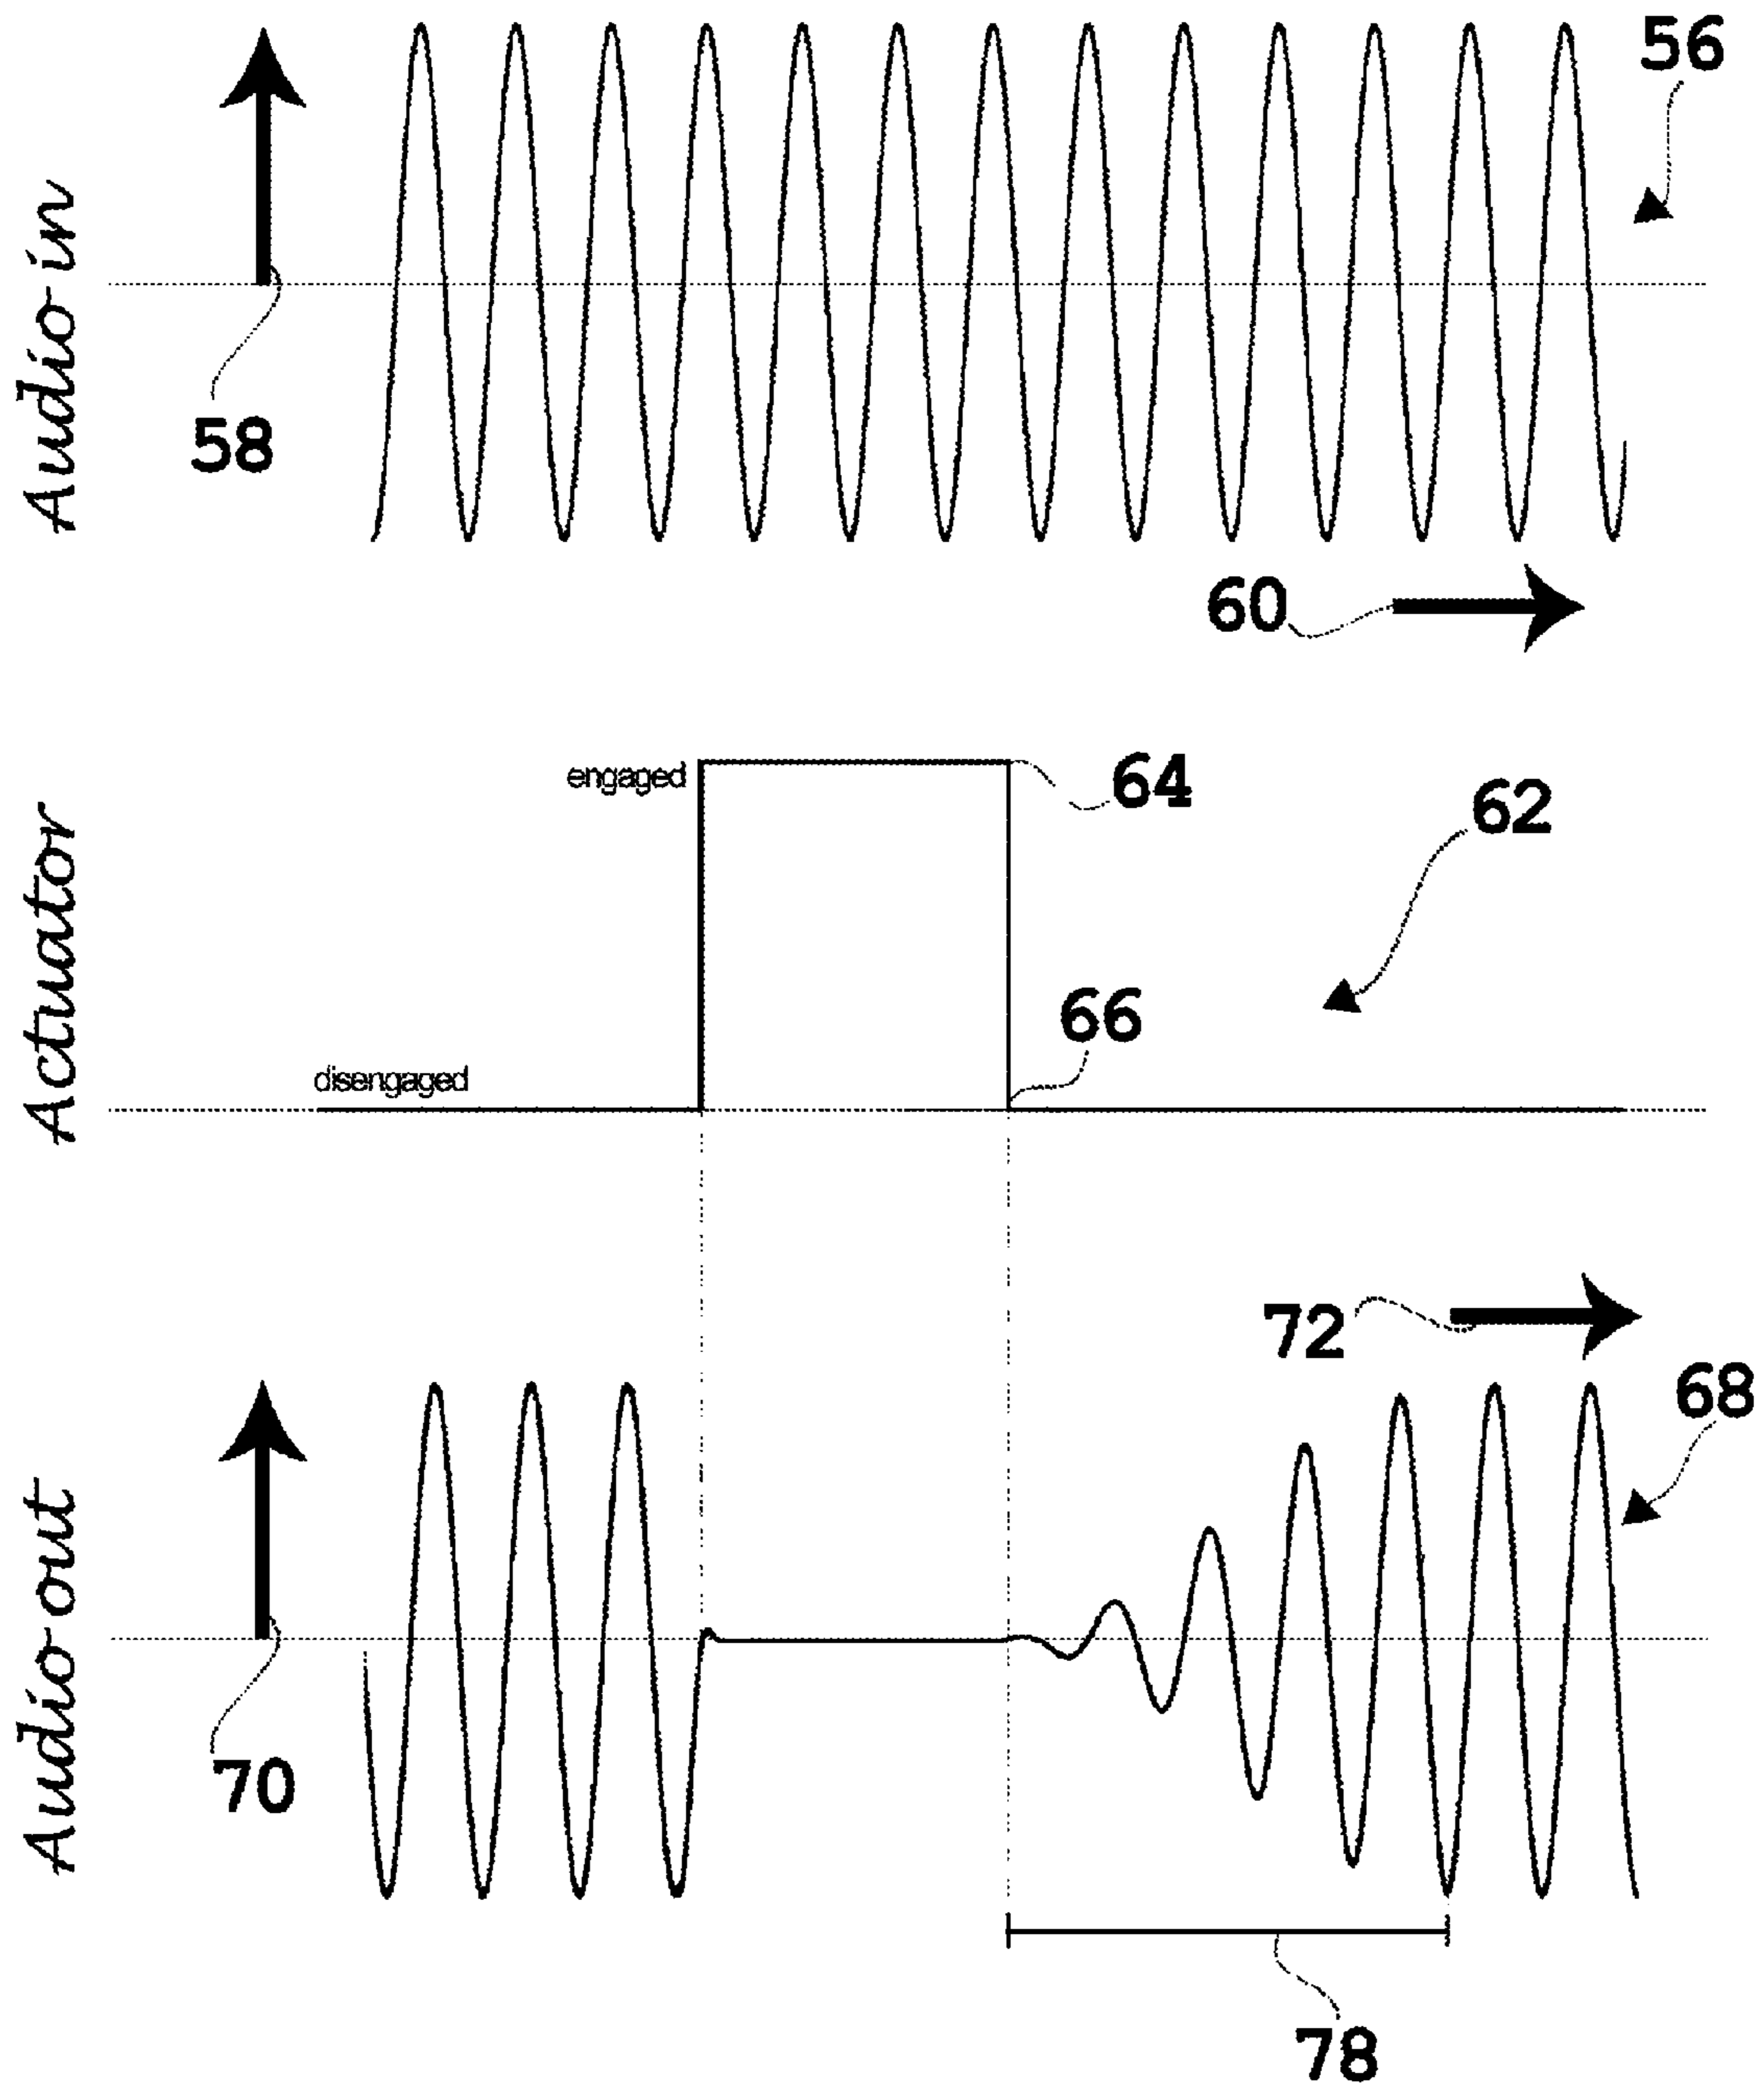 56
Audio in
58
60
engaged
64
62
Actuator
66
disengaged
72
68
Audio out
70
78